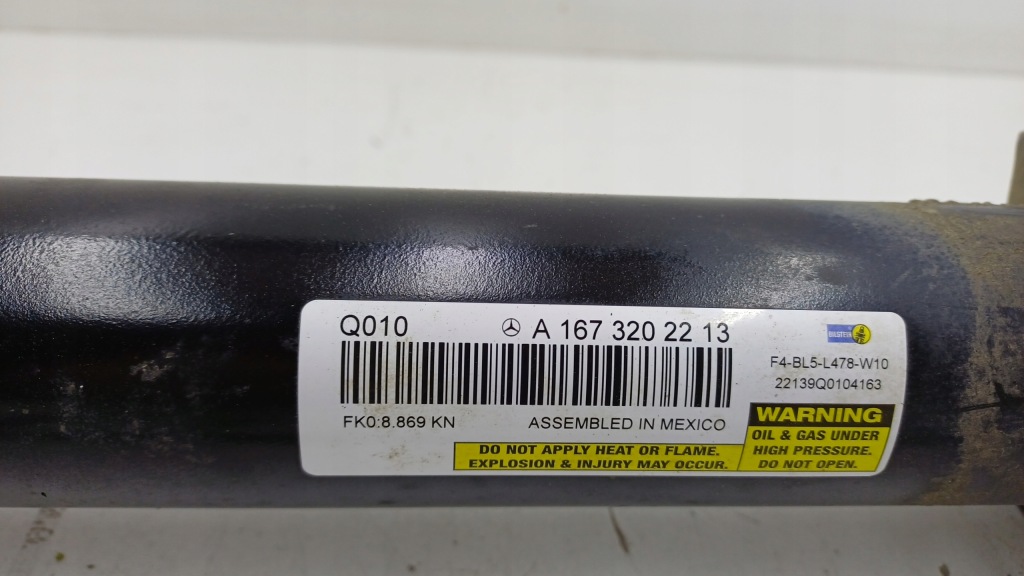 Q010 A 167 320 22 13
BILSTEIN
F4-BL5-L478-W10
22139Q0104163
FK0:8.869 KN ASSEMBLED IN MEXICO
WARNING
OIL & GAS UNDER
HIGH PRESSURE.
DO NOT OPEN.
DO NOT APPLY HEAT OR FLAME.
EXPLOSION & INJURY MAY OCCUR.